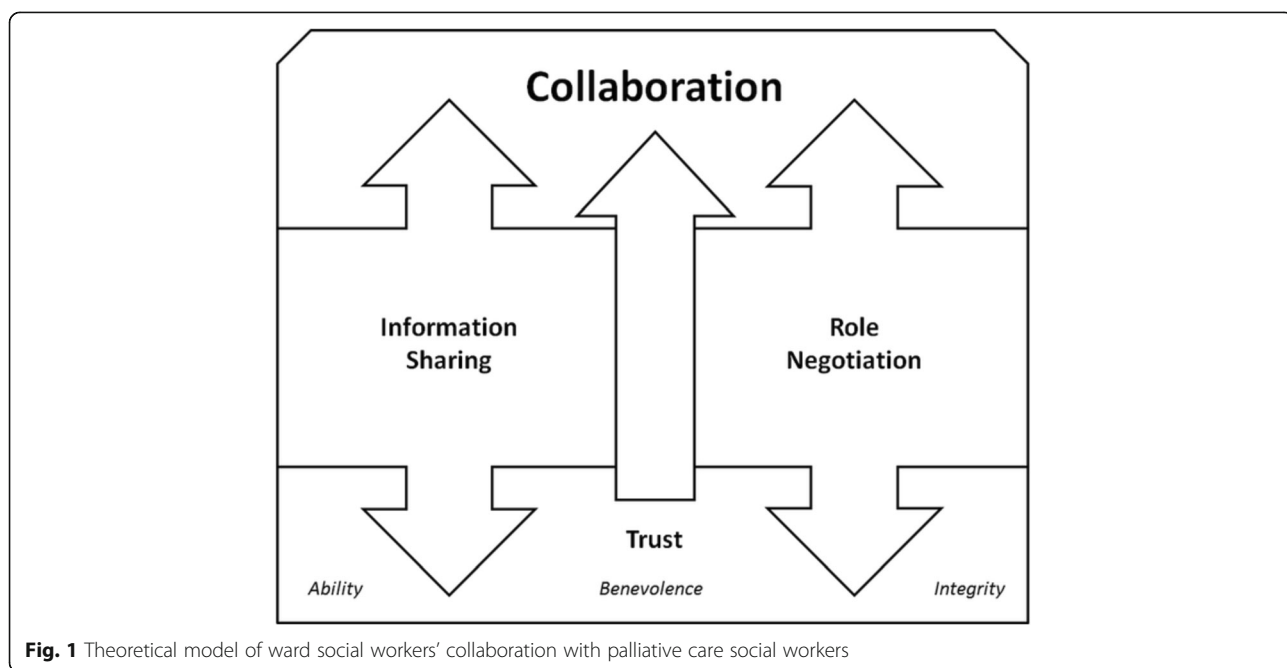 Collaboration
Information
Sharing
Role
Negotiation
Trust
Ability
Benevolence
Integrity
Fig. 1 Theoretical model of ward social workers’ collaboration with palliative care social workers